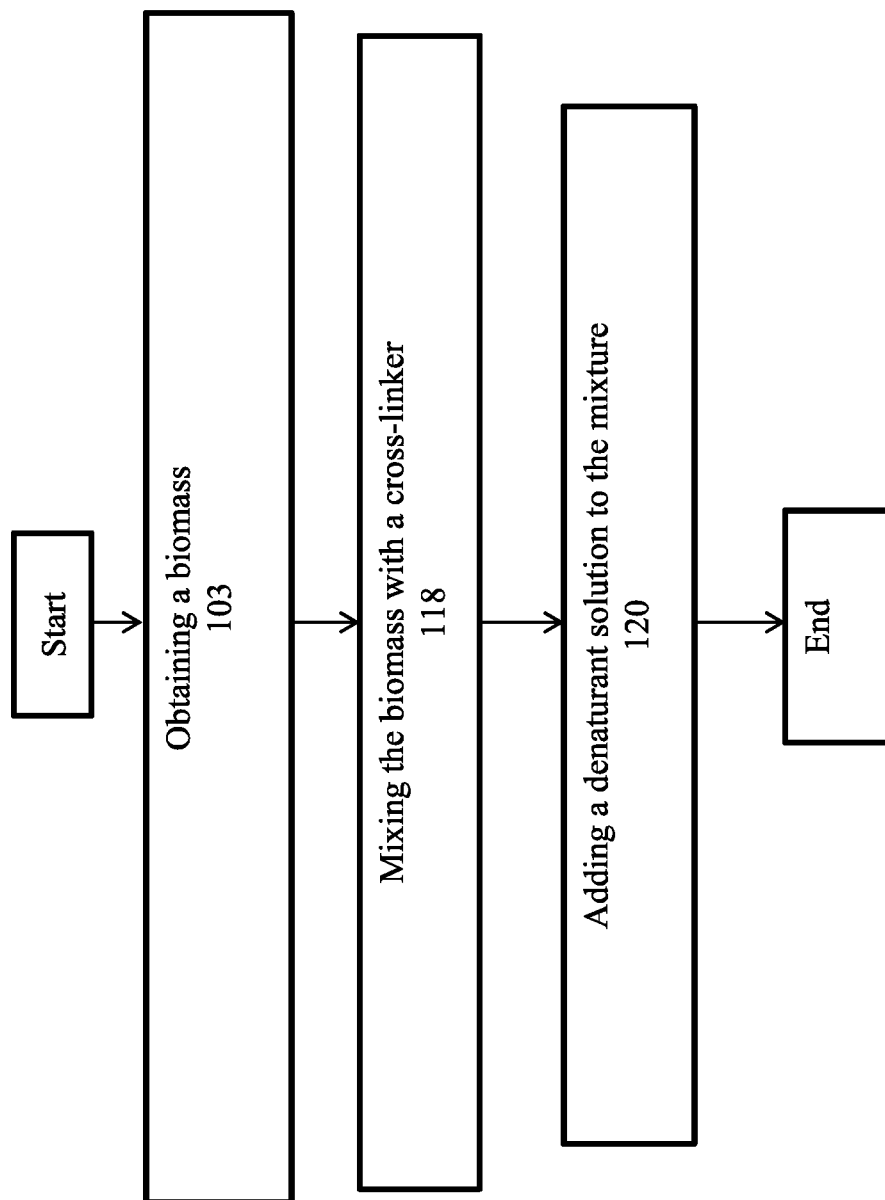 Start
Obtaining a biomass
103
Mixing the biomass with a cross-linker
118
Adding a denaturant solution to the mixture
120
End